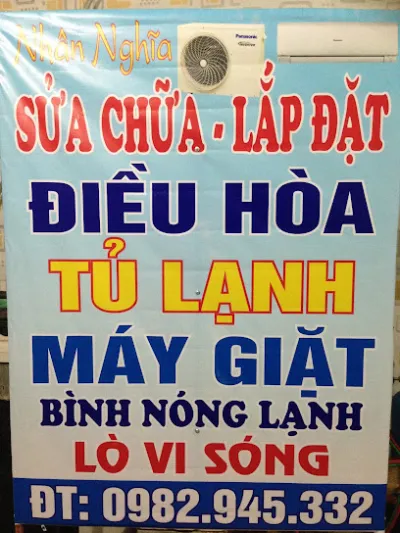 Nhân Nghĩa
Panasonic
SỬA CHỮA - LẮP ĐẶT
ĐIỀU HÒA
TỦ LẠNH
MÁY GIẶT
BÌNH NÓNG LẠNH
LÒ VI SÓNG
ĐT: 0982.945.332